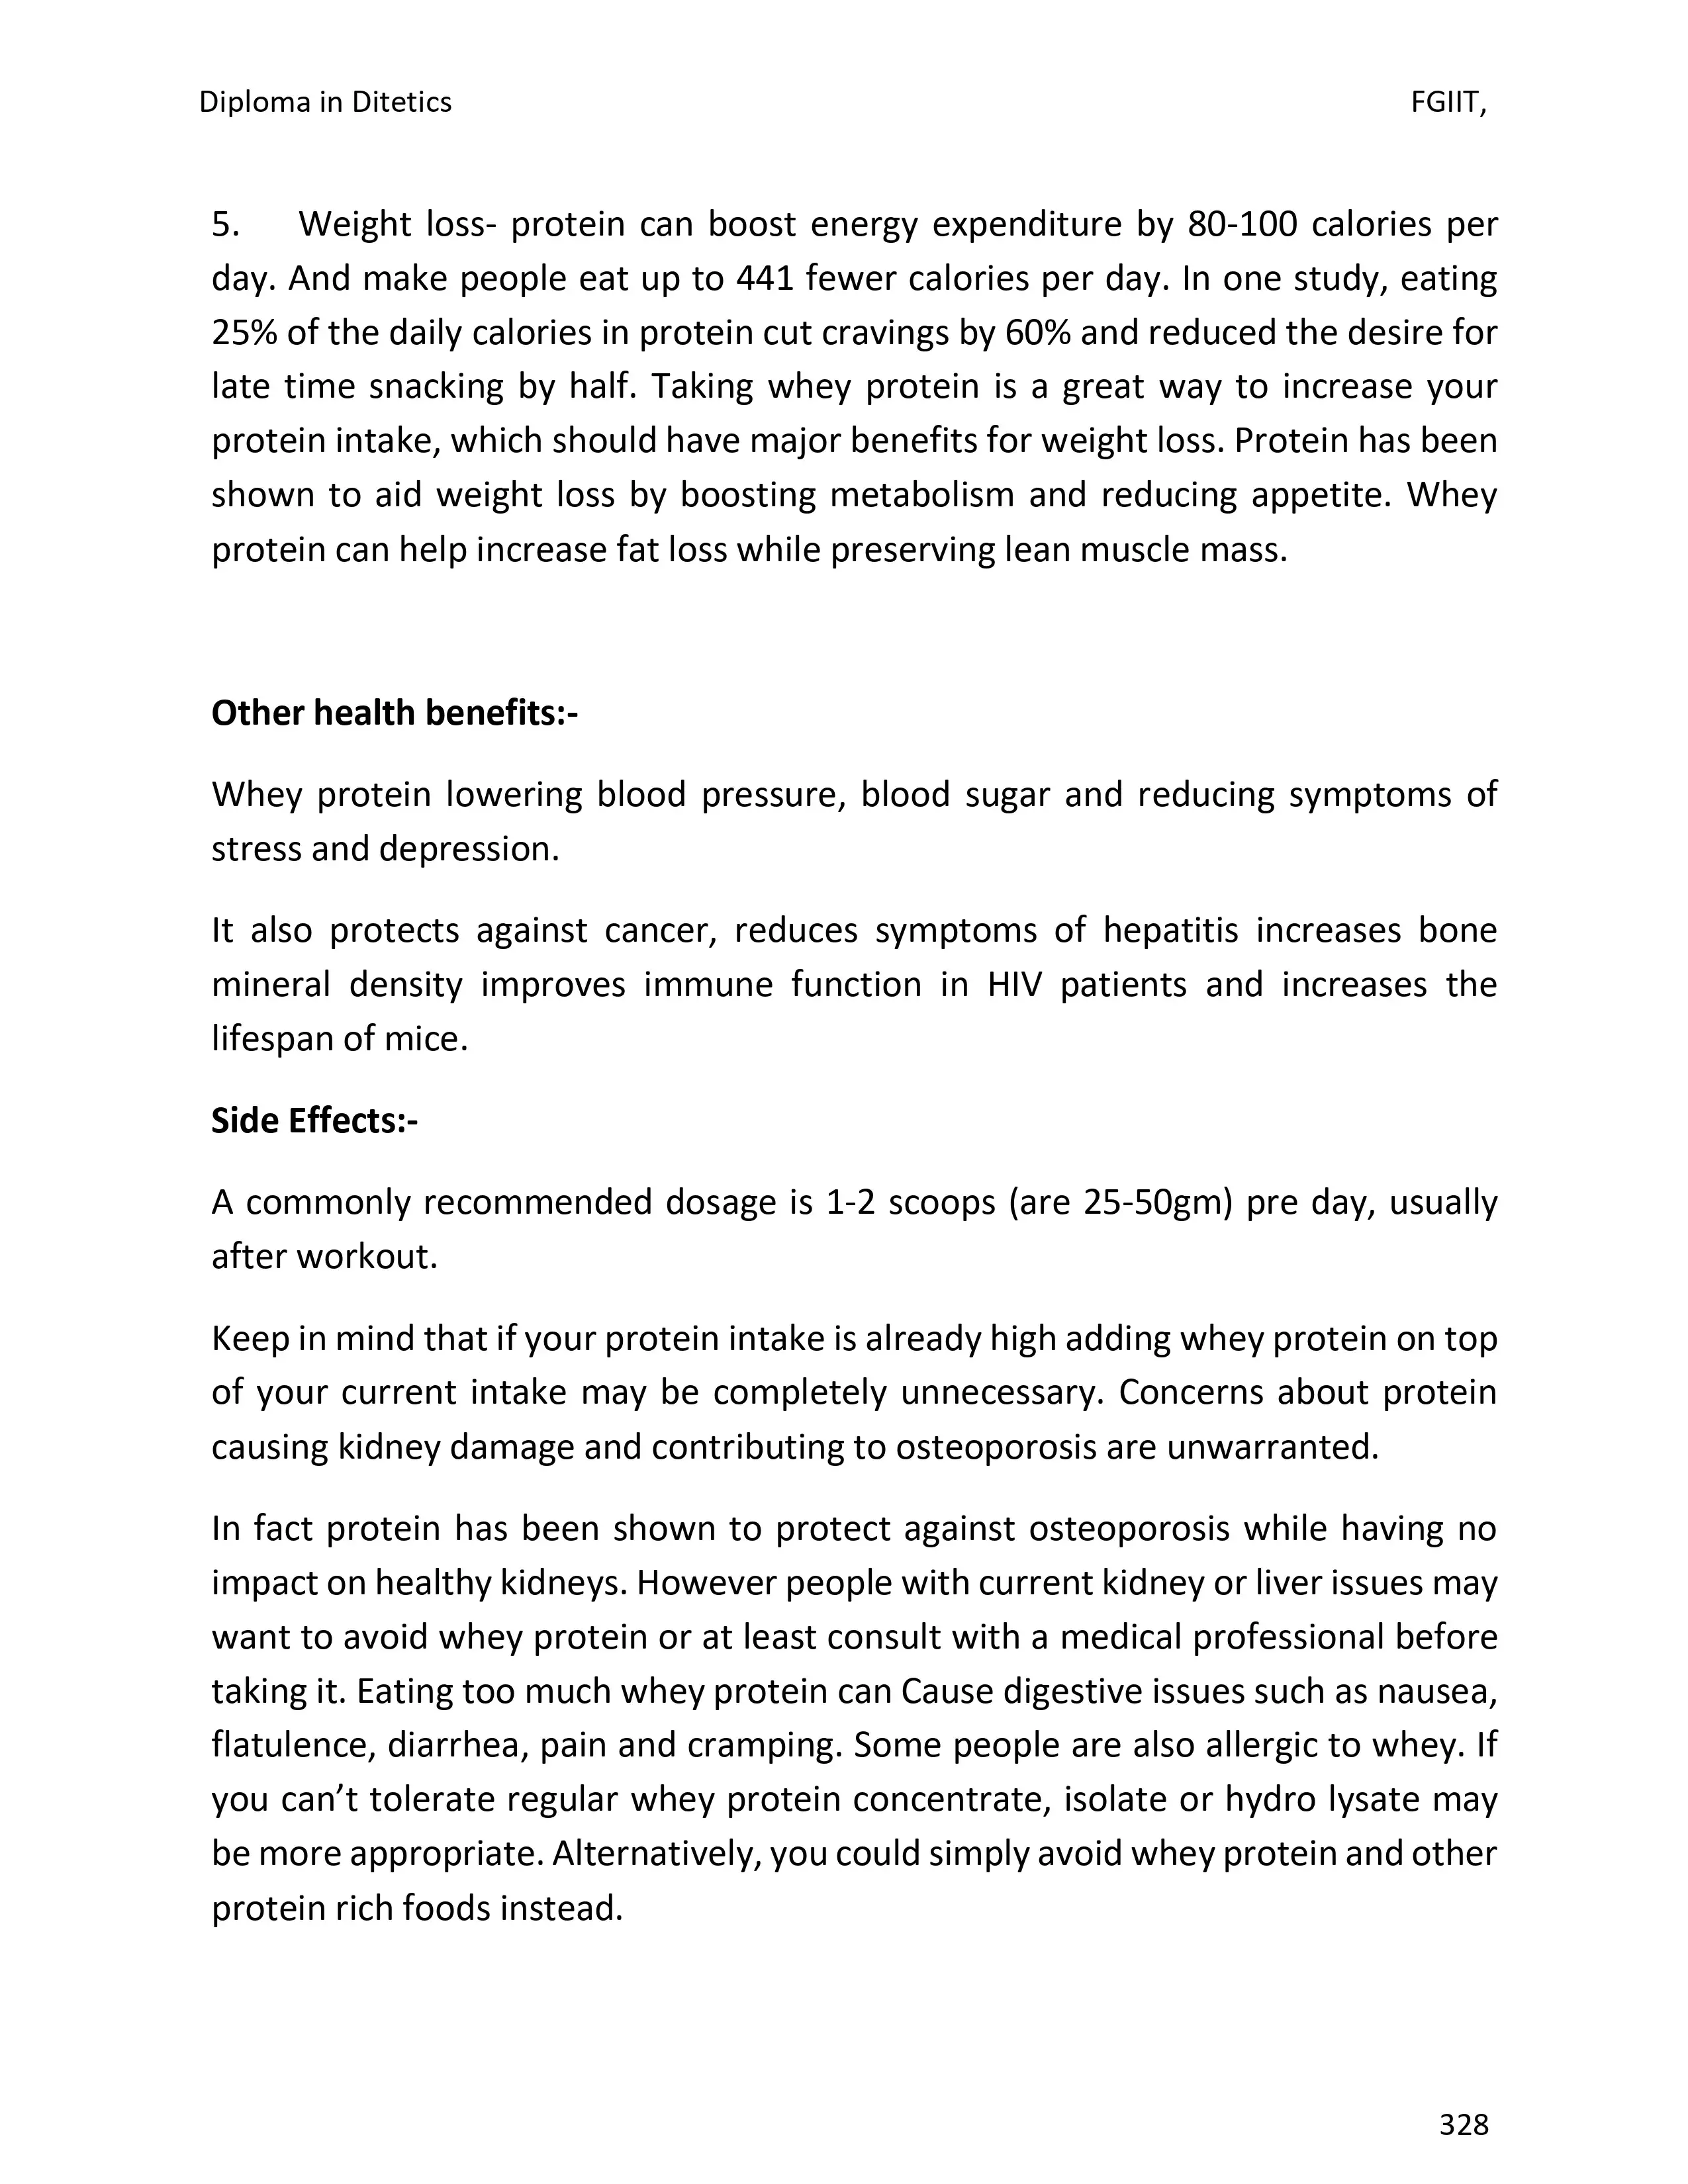 Diploma in Ditetics FGIIT,
5. Weight loss- protein can boost energy expenditure by 80-100 calories per
day. And make people eat up to 441 fewer calories per day. In one study, eating
25% of the daily calories in protein cut cravings by 60% and reduced the desire for
late time snacking by half. Taking whey protein is a great way to increase your
protein intake, which should have major benefits for weight loss. Protein has been
shown to aid weight loss by boosting metabolism and reducing appetite. Whey
protein can help increase fat loss while preserving lean muscle mass.
Other health benefits:-
Whey protein lowering blood pressure, blood sugar and reducing symptoms of
stress and depression.
It also protects against cancer, reduces symptoms of hepatitis increases bone
mineral density improves immune function in HIV patients and increases the
lifespan of mice.
Side Effects:-
A commonly recommended dosage is 1-2 scoops (are 25-50gm) pre day, usually
after workout.
Keep in mind that if your protein intake is already high adding whey protein on top
of your current intake may be completely unnecessary. Concerns about protein
causing kidney damage and contributing to osteoporosis are unwarranted.
In fact protein has been shown to protect against osteoporosis while having no
impact on healthy kidneys. However people with current kidney or liver issues may
want to avoid whey protein or at least consult with a medical professional before
taking it. Eating too much whey protein can Cause digestive issues such as nausea,
flatulence, diarrhea, pain and cramping. Some people are also allergic to whey. If
you can’t tolerate regular whey protein concentrate, isolate or hydro lysate may
be more appropriate. Alternatively, you could simply avoid whey protein and other
protein rich foods instead.
328